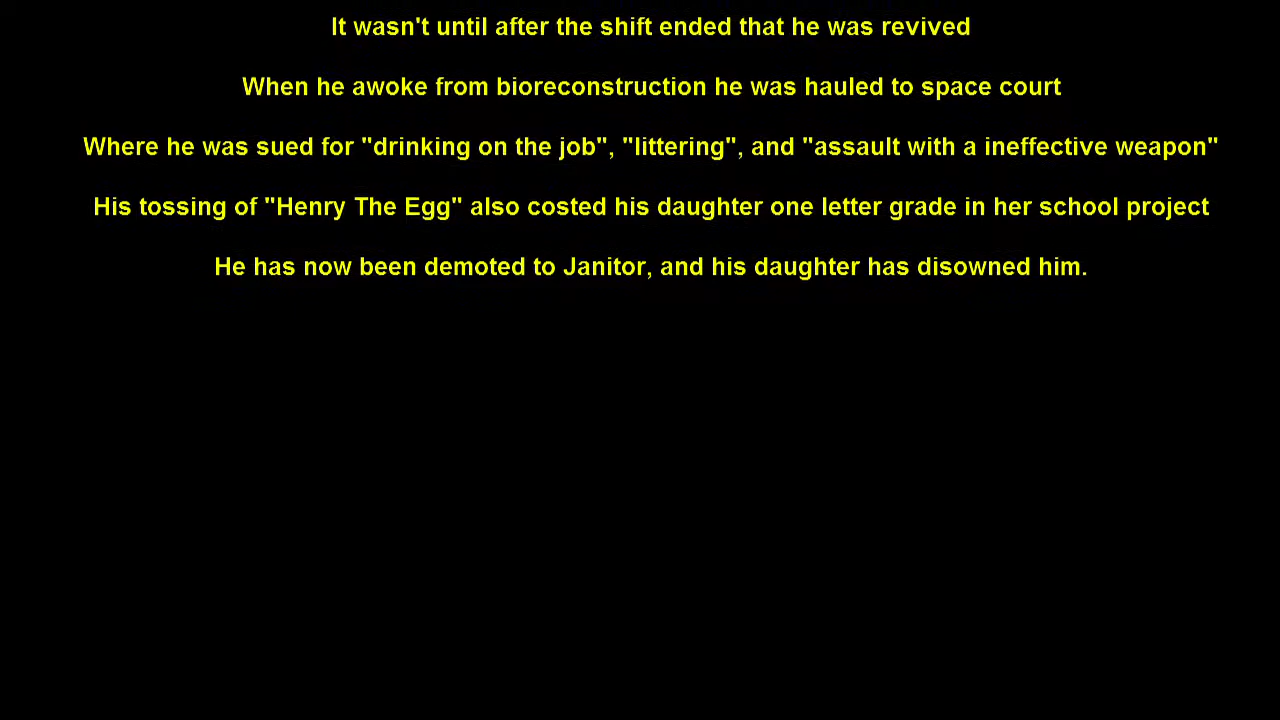 It wasn't until after the shift ended that he was revived
When he awoke from bioreconstruction he was hauled to space court
Where he was sued for "drinking on the job", "littering", and "assault with a ineffective weapon"
His tossing of "Henry The Egg" also costed his daughter one letter grade in her school project
He has now been demoted to Janitor, and his daughter has disowned him.